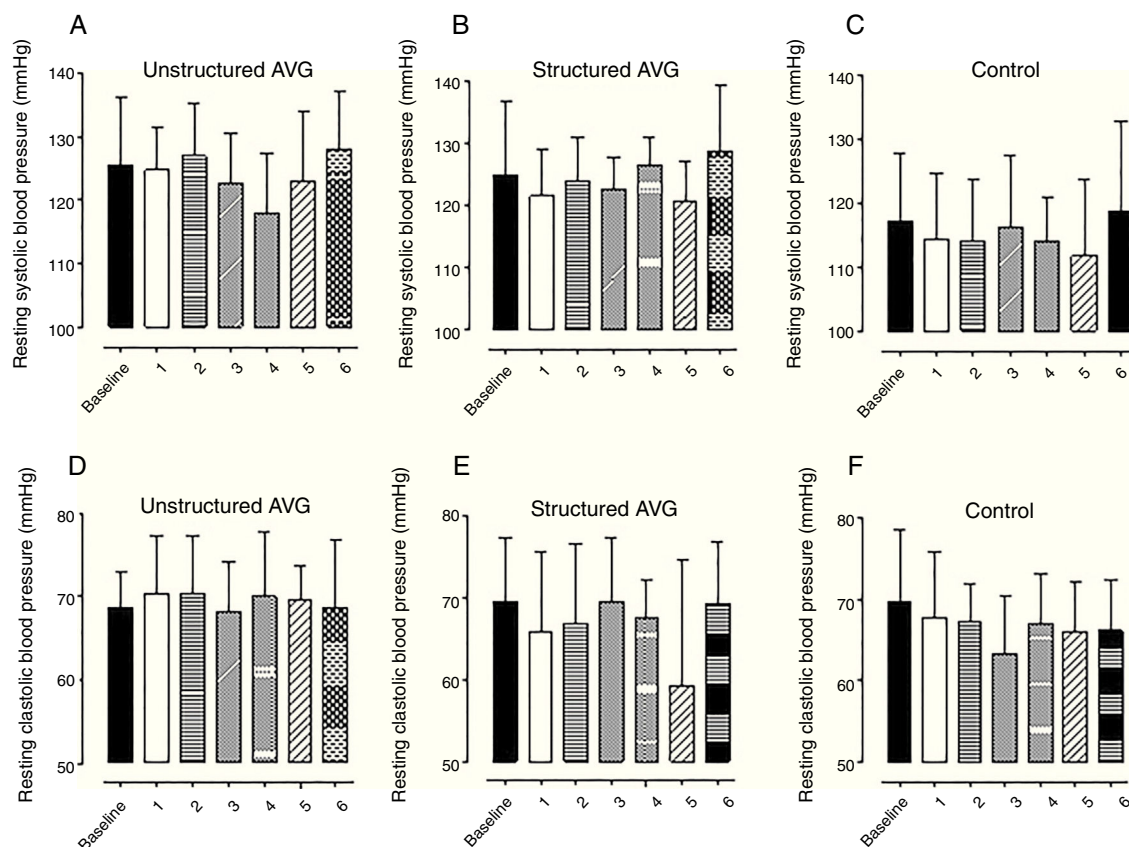 A
Resting systolic blood pressure (mmHg)
Unstructured AVG
140
130
120
110
100
Baseline 1 2 3 4 5 6
B
Resting systolic blood pressure (mmHg)
Structured AVG
140
130
120
110
100
Baseline 1 2 3 4 5 6
C
Resting systolic blood pressure (mmHg)
Control
140
130
120
110
100
Baseline 1 2 3 4 5 6
D
Resting clastolic blood pressure (mmHg)
Unstructured AVG
80
70
60
50
Baseline 1 2 3 4 5 6
E
Resting clastolic blood pressure (mmHg)
Structured AVG
80
70
60
50
Baseline 1 2 3 4 5 6
F
Resting clastolic blood pressure (mmHg)
Control
80
70
60
50
Baseline 1 2 3 4 5 6